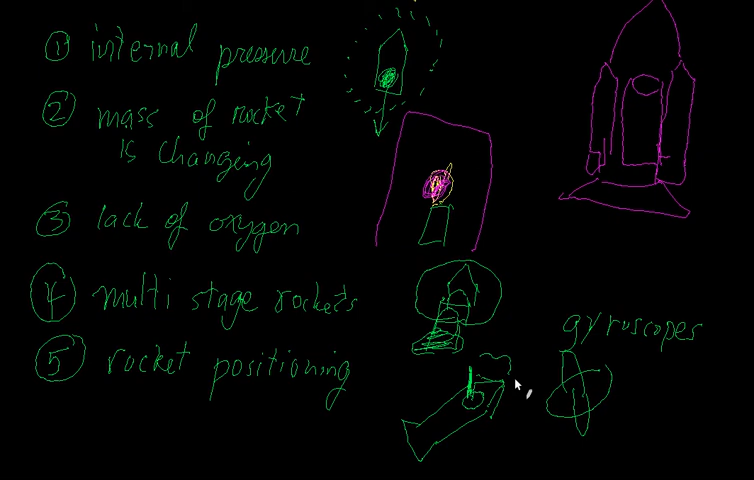 ① internal pressure
② mass of rocket
is changing
③ lack of oxygen
④ multi stage rockets
⑤ rocket positioning
gyroscopes